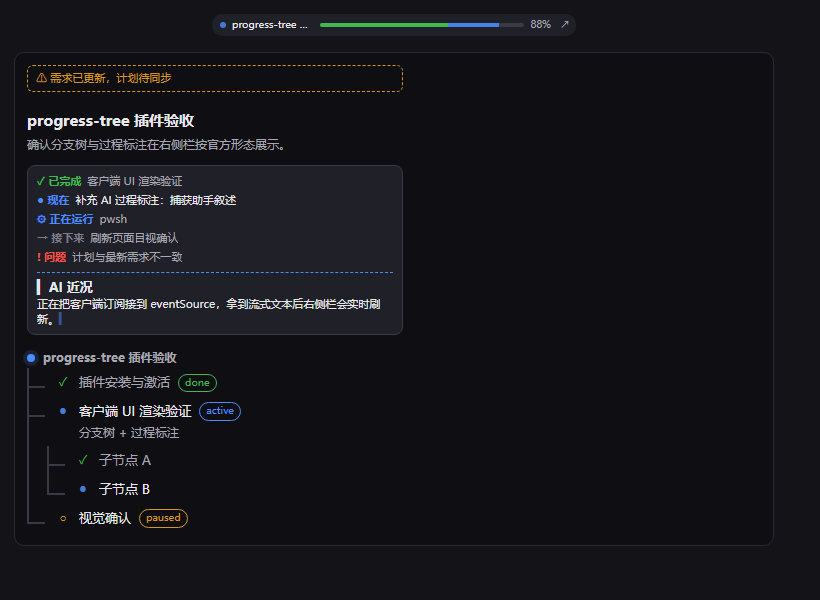 progress-tree ... 88% ↗
⚠ 需求已更新，计划待同步
progress-tree 插件验收
确认分支树与过程标注在右侧栏按官方形态展示。
✓ 已完成 客户端 UI 渲染验证
● 现在 补充 AI 过程标注：捕获助手叙述
⚙ 正在运行 pwsh
→ 接下来 刷新页面目视确认
! 问题 计划与最新需求不一致
AI 近况
正在把客户端订阅接到 eventSource，拿到流式文本后右侧栏会实时刷
新。
progress-tree 插件验收
✓ 插件安装与激活 done
● 客户端 UI 渲染验证 active
分支树 + 过程标注
✓ 子节点 A
● 子节点 B
○ 视觉确认 paused